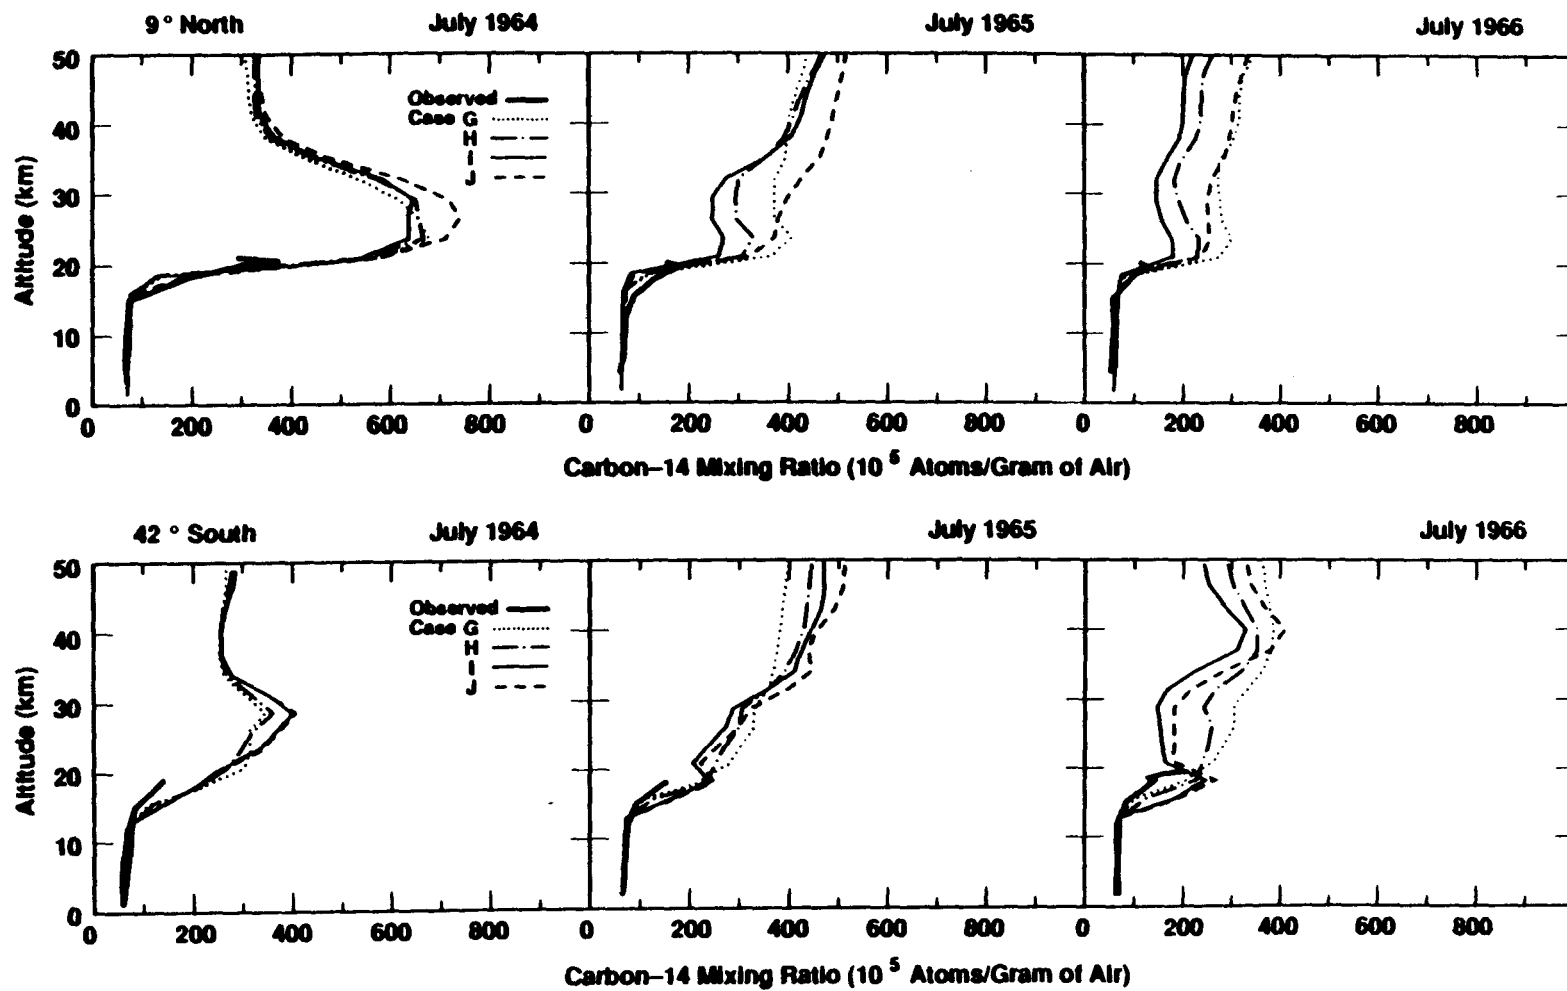 9° North July 1964 July 1965 July 1966
50
40
30
20
10
0
Altitude (km)
Observed
Case G
H
I
J
0 200 400 600 800 0 200 400 600 800 0 200 400 600 800
Carbon–14 Mixing Ratio (10 5 Atoms/Gram of Air)
42 ° South July 1964 July 1965 July 1966
50
40
30
20
10
0
Altitude (km)
Observed
Case G
H
I
J
0 200 400 600 800 0 200 400 600 800 0 200 400 600 800
Carbon–14 Mixing Ratio (10 5 Atoms/Gram of Air)